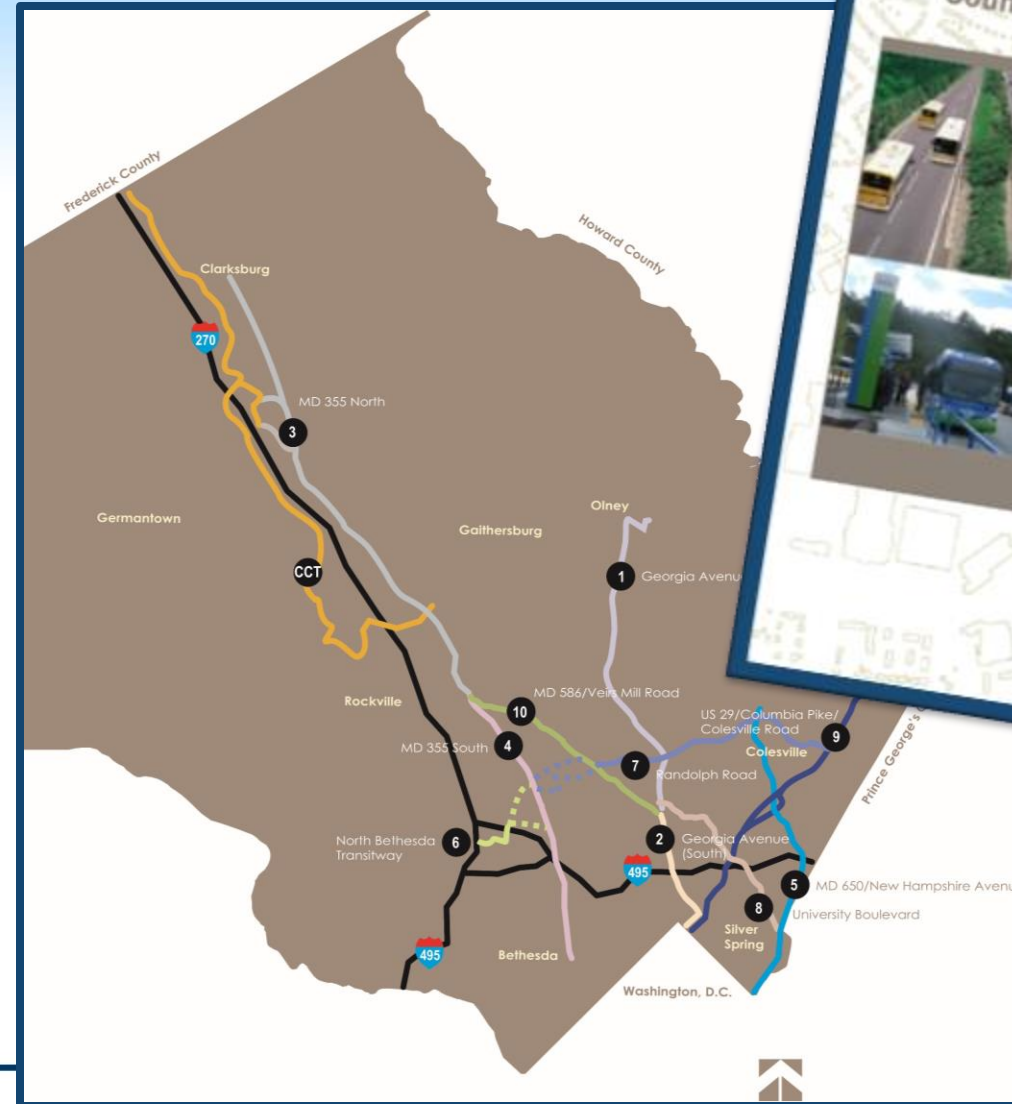 Frederick County
Howard County
Clarksburg
270
MD 355 North
3
Germantown
Gaithersburg
Olney
CCT
1
Georgia Avenu
Rockville
MD 586/Veirs Mill Road
10
US 29/Columbia Pike/
Colesville Road
9
Colesville
MD 355 South
4
7
Randolph Road
Prince George's
North Bethesda
Transitway
6
2
Georgia Avenue
(South)
495
5
MD 650/New Hampshire Avenu
8
University Boulevard
Silver
Spring
495
Bethesda
Washington, D.C.